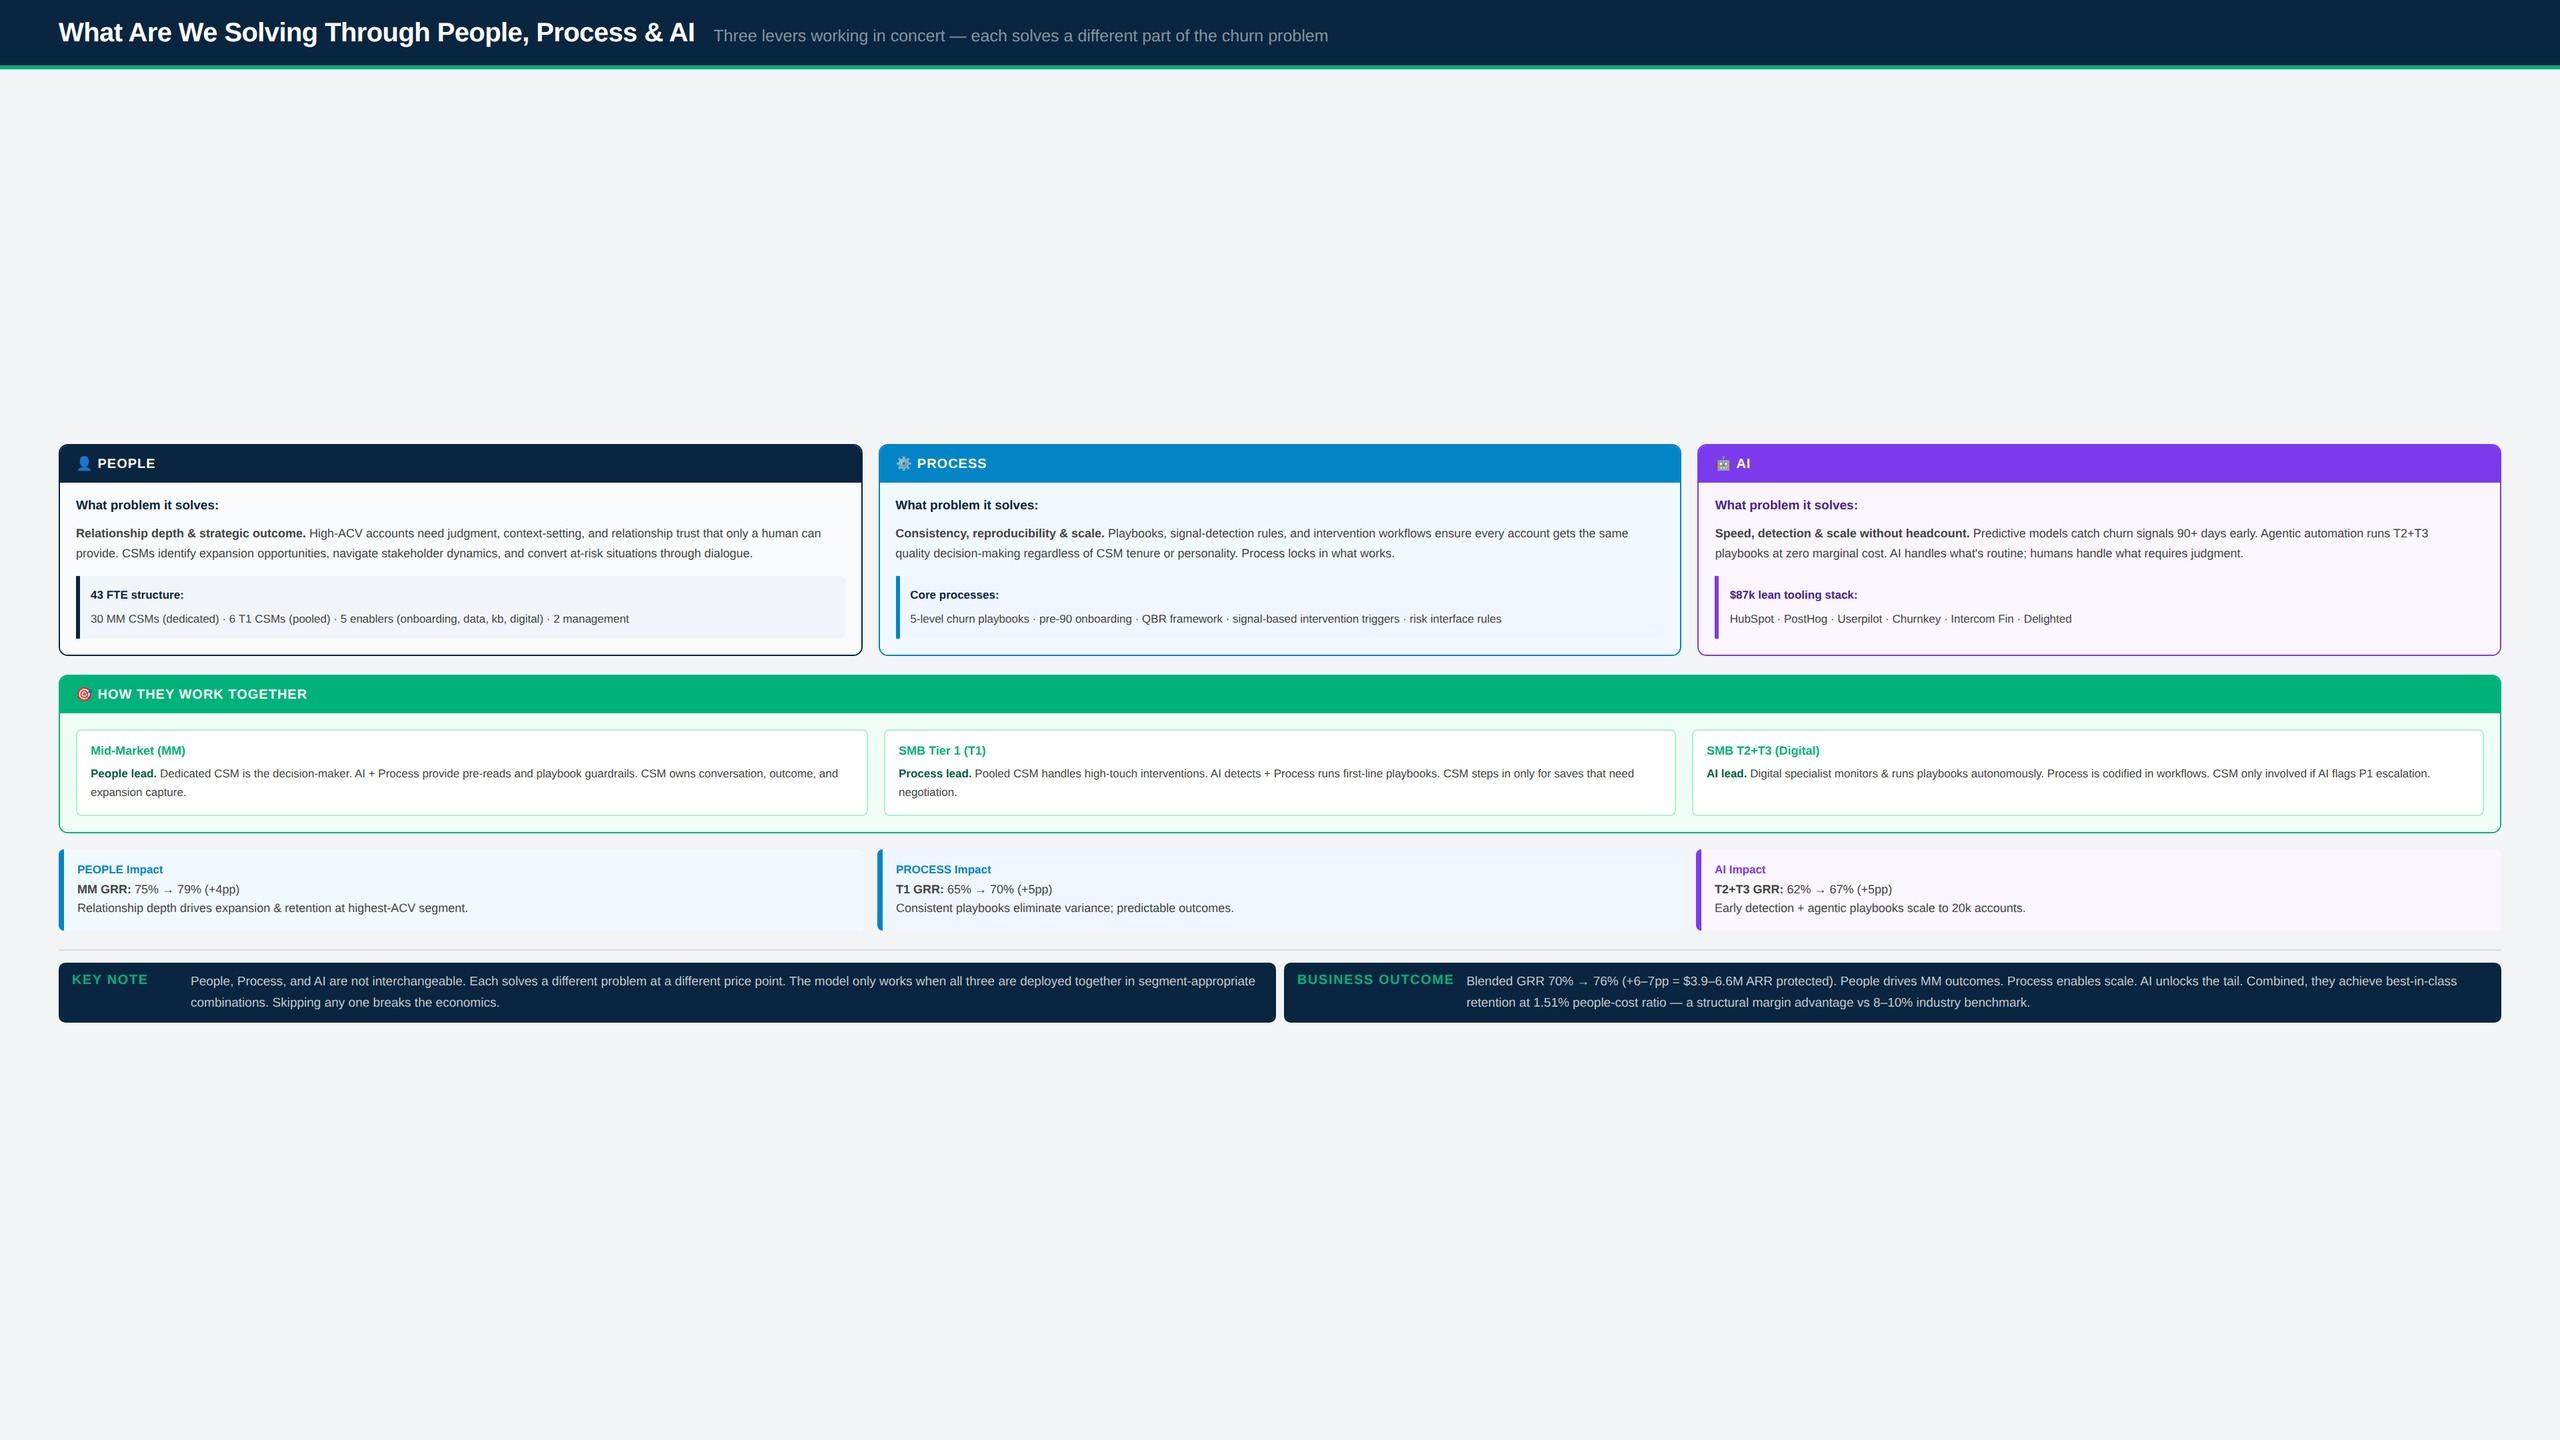 What Are We Solving Through People, Process & AI
Three levers working in concert — each solves a different part of the churn problem
👤 PEOPLE
What problem it solves:
Relationship depth & strategic outcome. High-ACV accounts need judgment, context-setting, and relationship trust that only a human can
provide. CSMs identify expansion opportunities, navigate stakeholder dynamics, and convert at-risk situations through dialogue.
43 FTE structure:
30 MM CSMs (dedicated) · 6 T1 CSMs (pooled) · 5 enablers (onboarding, data, kb, digital) · 2 management
⚙️ PROCESS
What problem it solves:
Consistency, reproducibility & scale. Playbooks, signal-detection rules, and intervention workflows ensure every account gets the same
quality decision-making regardless of CSM tenure or personality. Process locks in what works.
Core processes:
5-level churn playbooks · pre-90 onboarding · QBR framework · signal-based intervention triggers · risk interface rules
🤖 AI
What problem it solves:
Speed, detection & scale without headcount. Predictive models catch churn signals 90+ days early. Agentic automation runs T2+T3
playbooks at zero marginal cost. AI handles what's routine; humans handle what requires judgment.
$87k lean tooling stack:
HubSpot · PostHog · Userpilot · Churnkey · Intercom Fin · Delighted
🎯 HOW THEY WORK TOGETHER
Mid-Market (MM)
People lead. Dedicated CSM is the decision-maker. AI + Process provide pre-reads and playbook guardrails. CSM owns conversation, outcome, and
expansion capture.
SMB Tier 1 (T1)
Process lead. Pooled CSM handles high-touch interventions. AI detects + Process runs first-line playbooks. CSM steps in only for saves that need
negotiation.
SMB T2+T3 (Digital)
AI lead. Digital specialist monitors & runs playbooks autonomously. Process is codified in workflows. CSM only involved if AI flags P1 escalation.
PEOPLE Impact
MM GRR: 75% → 79% (+4pp)
Relationship depth drives expansion & retention at highest-ACV segment.
PROCESS Impact
T1 GRR: 65% → 70% (+5pp)
Consistent playbooks eliminate variance; predictable outcomes.
AI Impact
T2+T3 GRR: 62% → 67% (+5pp)
Early detection + agentic playbooks scale to 20k accounts.
KEY NOTE
People, Process, and AI are not interchangeable. Each solves a different problem at a different price point. The model only works when all three are deployed together in segment-appropriate
combinations. Skipping any one breaks the economics.
BUSINESS OUTCOME
Blended GRR 70% → 76% (+6–7pp = $3.9–6.6M ARR protected). People drives MM outcomes. Process enables scale. AI unlocks the tail. Combined, they achieve best-in-class
retention at 1.51% people-cost ratio — a structural margin advantage vs 8–10% industry benchmark.